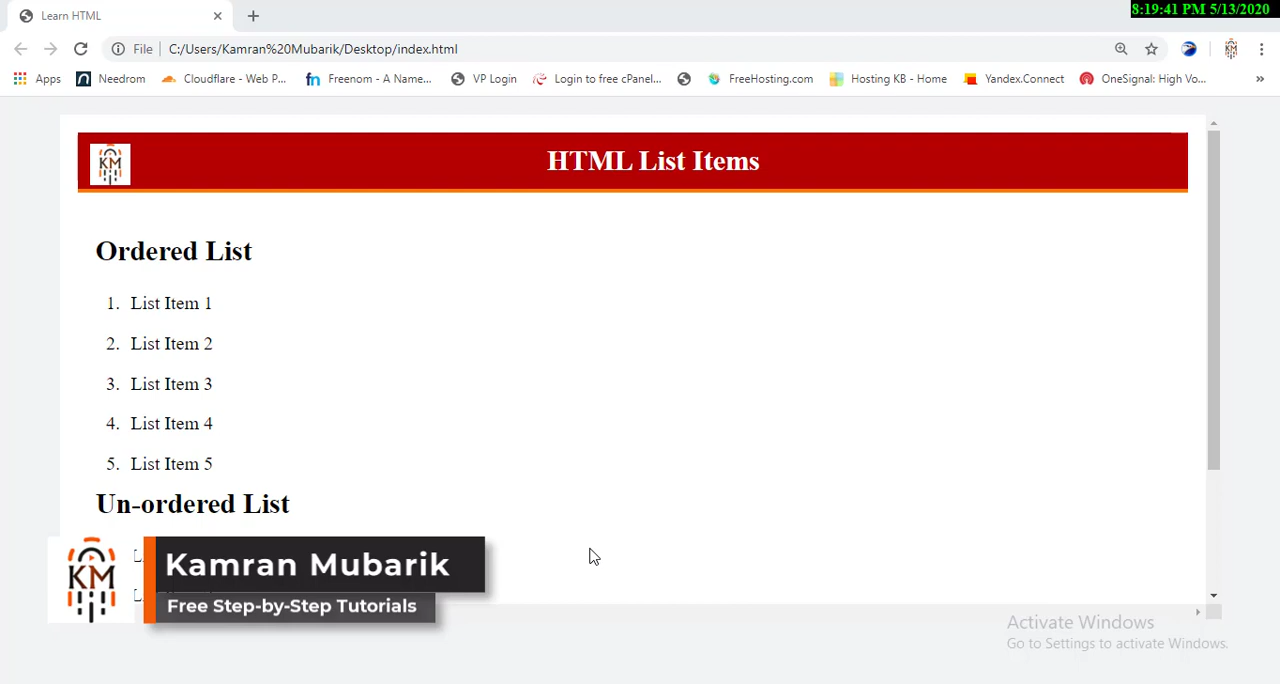 Learn HTML
8:19:41 PM 5/13/2020
File
C:/Users/Kamran%20Mubarik/Desktop/index.html
Apps
Needrom
Cloudflare - Web P...
Freenom - A Name...
VP Login
Login to free cPanel...
FreeHosting.com
Hosting KB - Home
Yandex.Connect
OneSignal: High Vo...
»
KM
HTML List Items
Ordered List
1. List Item 1
2. List Item 2
3. List Item 3
4. List Item 4
5. List Item 5
Un-ordered List
KM
Kamran Mubarik
Free Step-by-Step Tutorials
Activate Windows
Go to Settings to activate Windows.